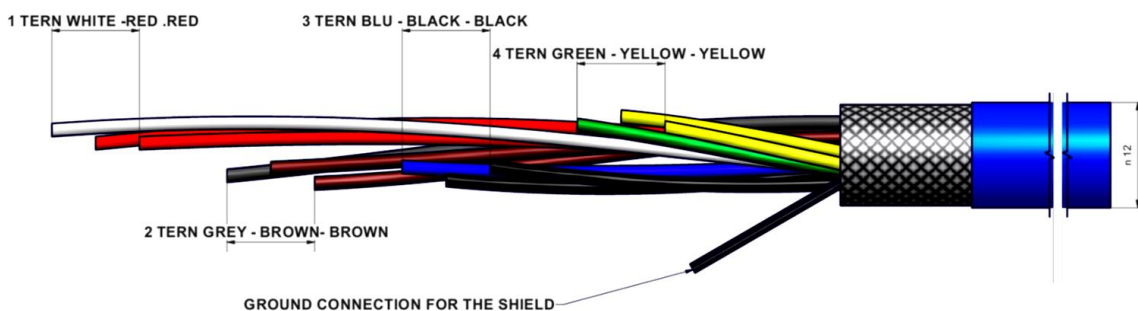 1 TERN WHITE -RED .RED
3 TERN BLU - BLACK - BLACK
4 TERN GREEN - YELLOW - YELLOW
n 12
2 TERN GREY - BROWN- BROWN
GROUND CONNECTION FOR THE SHIELD